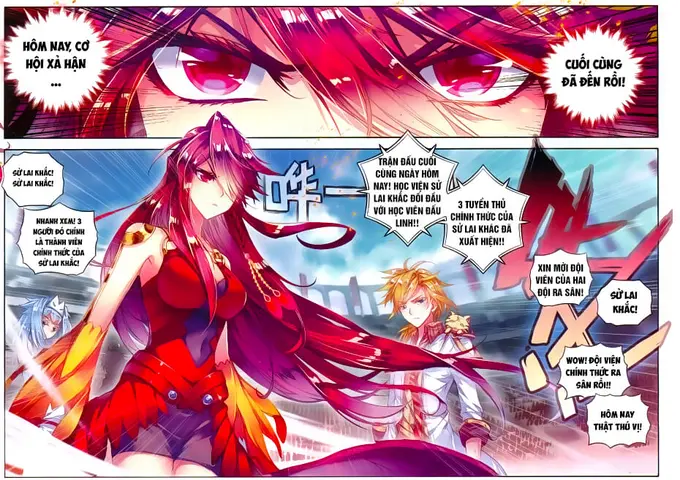 HÔM NAY, CƠ
HỘI XẢ HẬN
...
CUỐI CÙNG
ĐÃ ĐẾN RỒI!
SỬ LAI KHẮC!
SỬ LAI KHẮC!
NHANH XEM! 3
NGƯỜI ĐÓ CHÍNH
LÀ THÀNH VIÊN
CHÍNH THỨC CỦA
SỬ LAI KHẮC!
哗一
TRẬN ĐẤU CUỐI
CÙNG NGÀY HÔM
NAY! HỌC VIỆN SỬ
LAI KHẮC ĐỐI ĐẦU
VỚI HỌC VIÊN ĐẤU
LINH!!
3 TUYỂN THỦ
CHÍNH THỨC CỦA
SỬ LAI KHẮC ĐÃ
XUẤT HIỆN!!
XIN MỜI ĐỘI
VIÊN CỦA HAI
ĐỘI RA SÂN!
SỬ LAI
KHẮC!
WOW! ĐỘI VIỆN
CHÍNH THỨC RA
SÂN RỒI!!
HÔM NAY
THẬT THÚ VỊ!